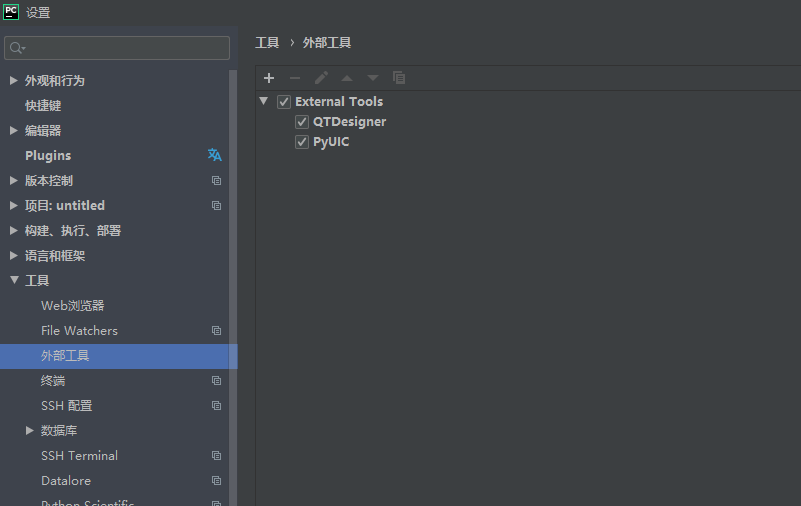 PC 设置
工具 › 外部工具
外观和行为
快捷键
编辑器
Plugins
版本控制
项目: untitled
构建、执行、部署
语言和框架
工具
Web浏览器
File Watchers
外部工具
终端
SSH 配置
数据库
SSH Terminal
Datalore
Python Scientific
External Tools
QTDesigner
PyUIC